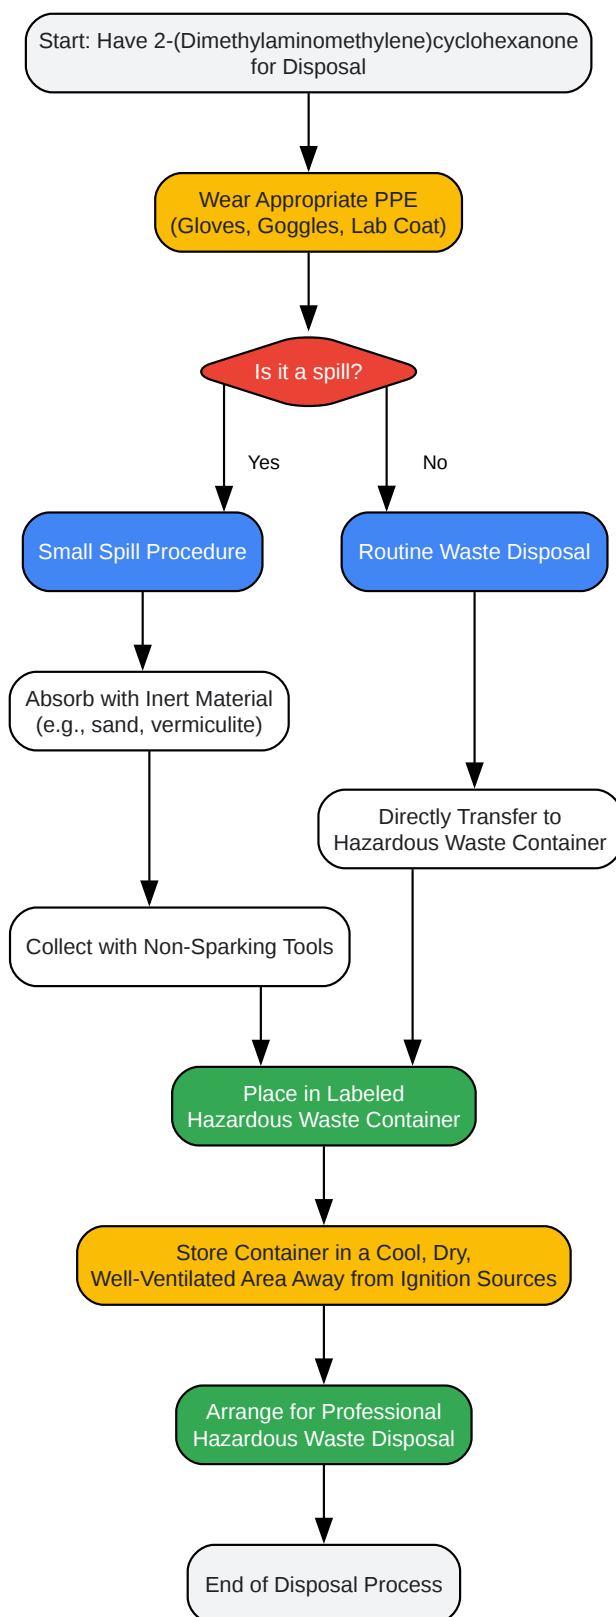 Start: Have 2-(Dimethylaminomethylene)cyclohexanone
for Disposal
Wear Appropriate PPE
(Gloves, Goggles, Lab Coat)
Is it a spill?
Yes
No
Small Spill Procedure
Routine Waste Disposal
Absorb with Inert Material
(e.g., sand, vermiculite)
Directly Transfer to
Hazardous Waste Container
Collect with Non-Sparking Tools
Place in Labeled
Hazardous Waste Container
Store Container in a Cool, Dry,
Well-Ventilated Area Away from Ignition Sources
Arrange for Professional
Hazardous Waste Disposal
End of Disposal Process